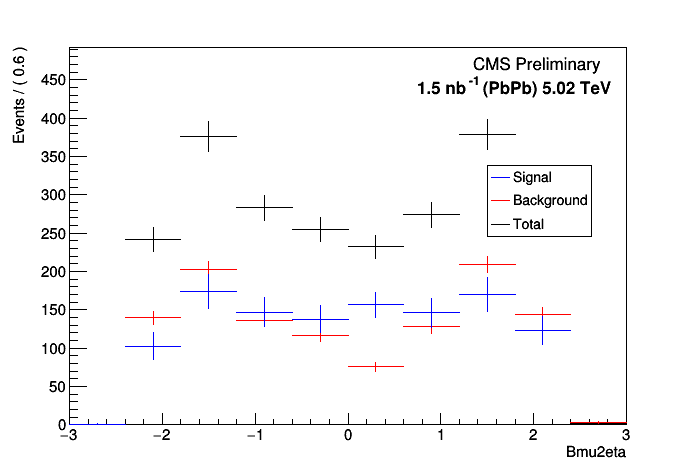 Events / ( 0.6 )
CMS Preliminary
1.5 nb⁻¹ (PbPb) 5.02 TeV
450
400
350
300
250
200
150
100
50
0
Signal
Background
Total
−3 −2 −1 0 1 2 3
Bmu2eta